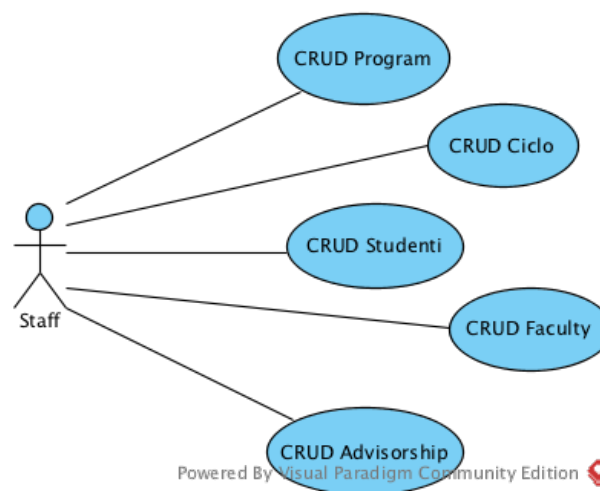 CRUD Program
CRUD Ciclo
CRUD Studenti
Staff
CRUD Faculty
CRUD Advisorship
Powered By Visual Paradigm Community Edition